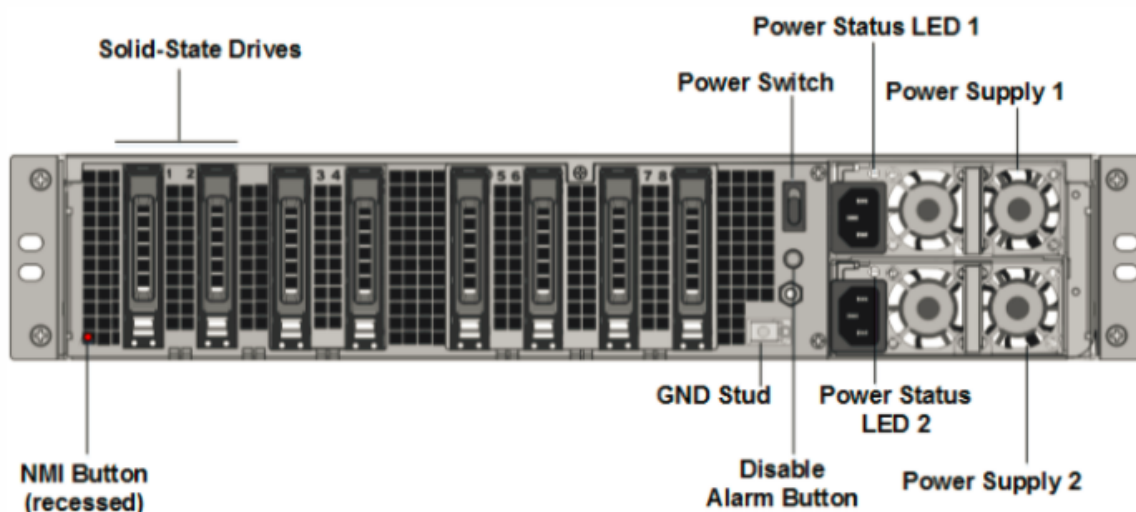 Power Status LED 1
Solid-State Drives
Power Switch
Power Supply 1
1 2
3 4
5 6
7 8
GND Stud
Power Status
LED 2
NMI Button
(recessed)
Disable
Alarm Button
Power Supply 2